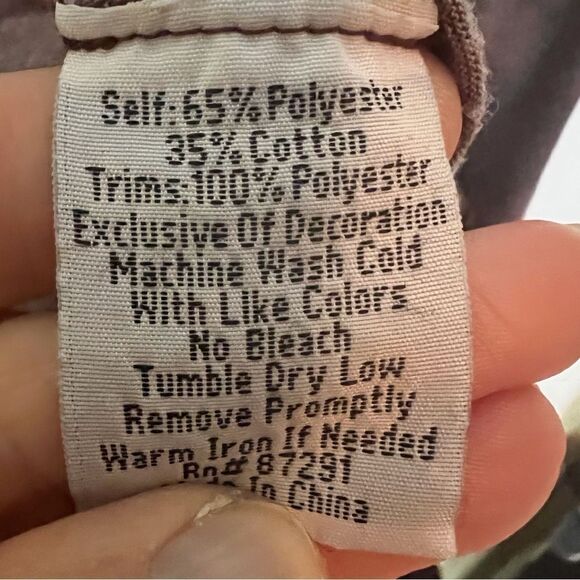 Self:65% Polyester
35% Cotton
Trims:100% Polyester
Exclusive Of Decoration
Machine Wash Cold
With Like Colors
No Bleach
Tumble Dry Low
Remove Promptly
Warm Iron If Needed
Rn# 87291
In China